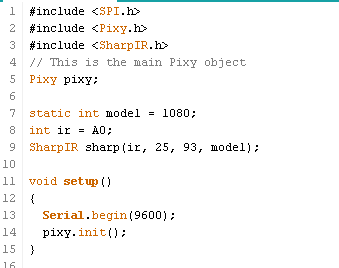 1 #include <SPI.h>
2 #include <Pixy.h>
3 #include <SharpIR.h>
4 // This is the main Pixy object
5 Pixy pixy;
6
7 static int model = 1080;
8 int ir = A0;
9 SharpIR sharp(ir, 25, 93, model);
10
11 void setup()
12 {
13   Serial.begin(9600);
14   pixy.init();
15 }
16